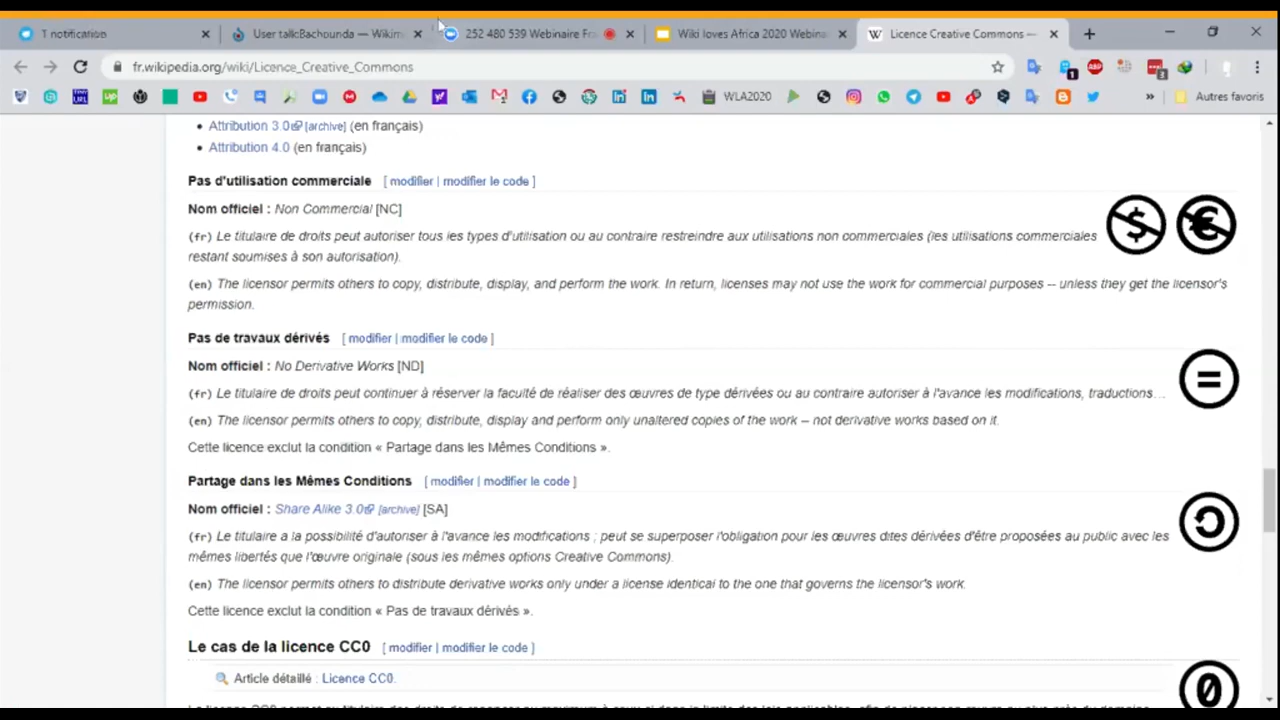 1 notification
User talk:Bachounda — Wikim
252 480 539 Webinaire Fra
Wiki loves Africa 2020 Webina
Licence Creative Commons —
fr.wikipedia.org/wiki/Licence_Creative_Commons
WLA2020
Autres favoris
Attribution 3.0 [archive] (en français)
Attribution 4.0 (en français)
Pas d'utilisation commerciale [ modifier | modifier le code ]
Nom officiel : Non Commercial [NC]
(fr) Le titulaire de droits peut autoriser tous les types d'utilisation ou au contraire restreindre aux utilisations non commerciales (les utilisations commerciales
restant soumises à son autorisation).
(en) The licensor permits others to copy, distribute, display, and perform the work. In return, licenses may not use the work for commercial purposes -- unless they get the licensor's
permission.
Pas de travaux dérivés [ modifier | modifier le code ]
Nom officiel : No Derivative Works [ND]
(fr) Le titulaire de droits peut continuer à réserver la faculté de réaliser des œuvres de type dérivées ou au contraire autoriser à l'avance les modifications, traductions…
(en) The licensor permits others to copy, distribute, display and perform only unaltered copies of the work -- not derivative works based on it.
Cette licence exclut la condition « Partage dans les Mêmes Conditions ».
Partage dans les Mêmes Conditions [ modifier | modifier le code ]
Nom officiel : Share Alike 3.0 [archive] [SA]
(fr) Le titulaire a la possibilité d'autoriser à l'avance les modifications ; peut se superposer l'obligation pour les œuvres dites dérivées d'être proposées au public avec les
mêmes libertés que l'œuvre originale (sous les mêmes options Creative Commons).
(en) The licensor permits others to distribute derivative works only under a license identical to the one that governs the licensor's work.
Cette licence exclut la condition « Pas de travaux dérivés ».
Le cas de la licence CC0 [ modifier | modifier le code ]
Article détaillé : Licence CC0.